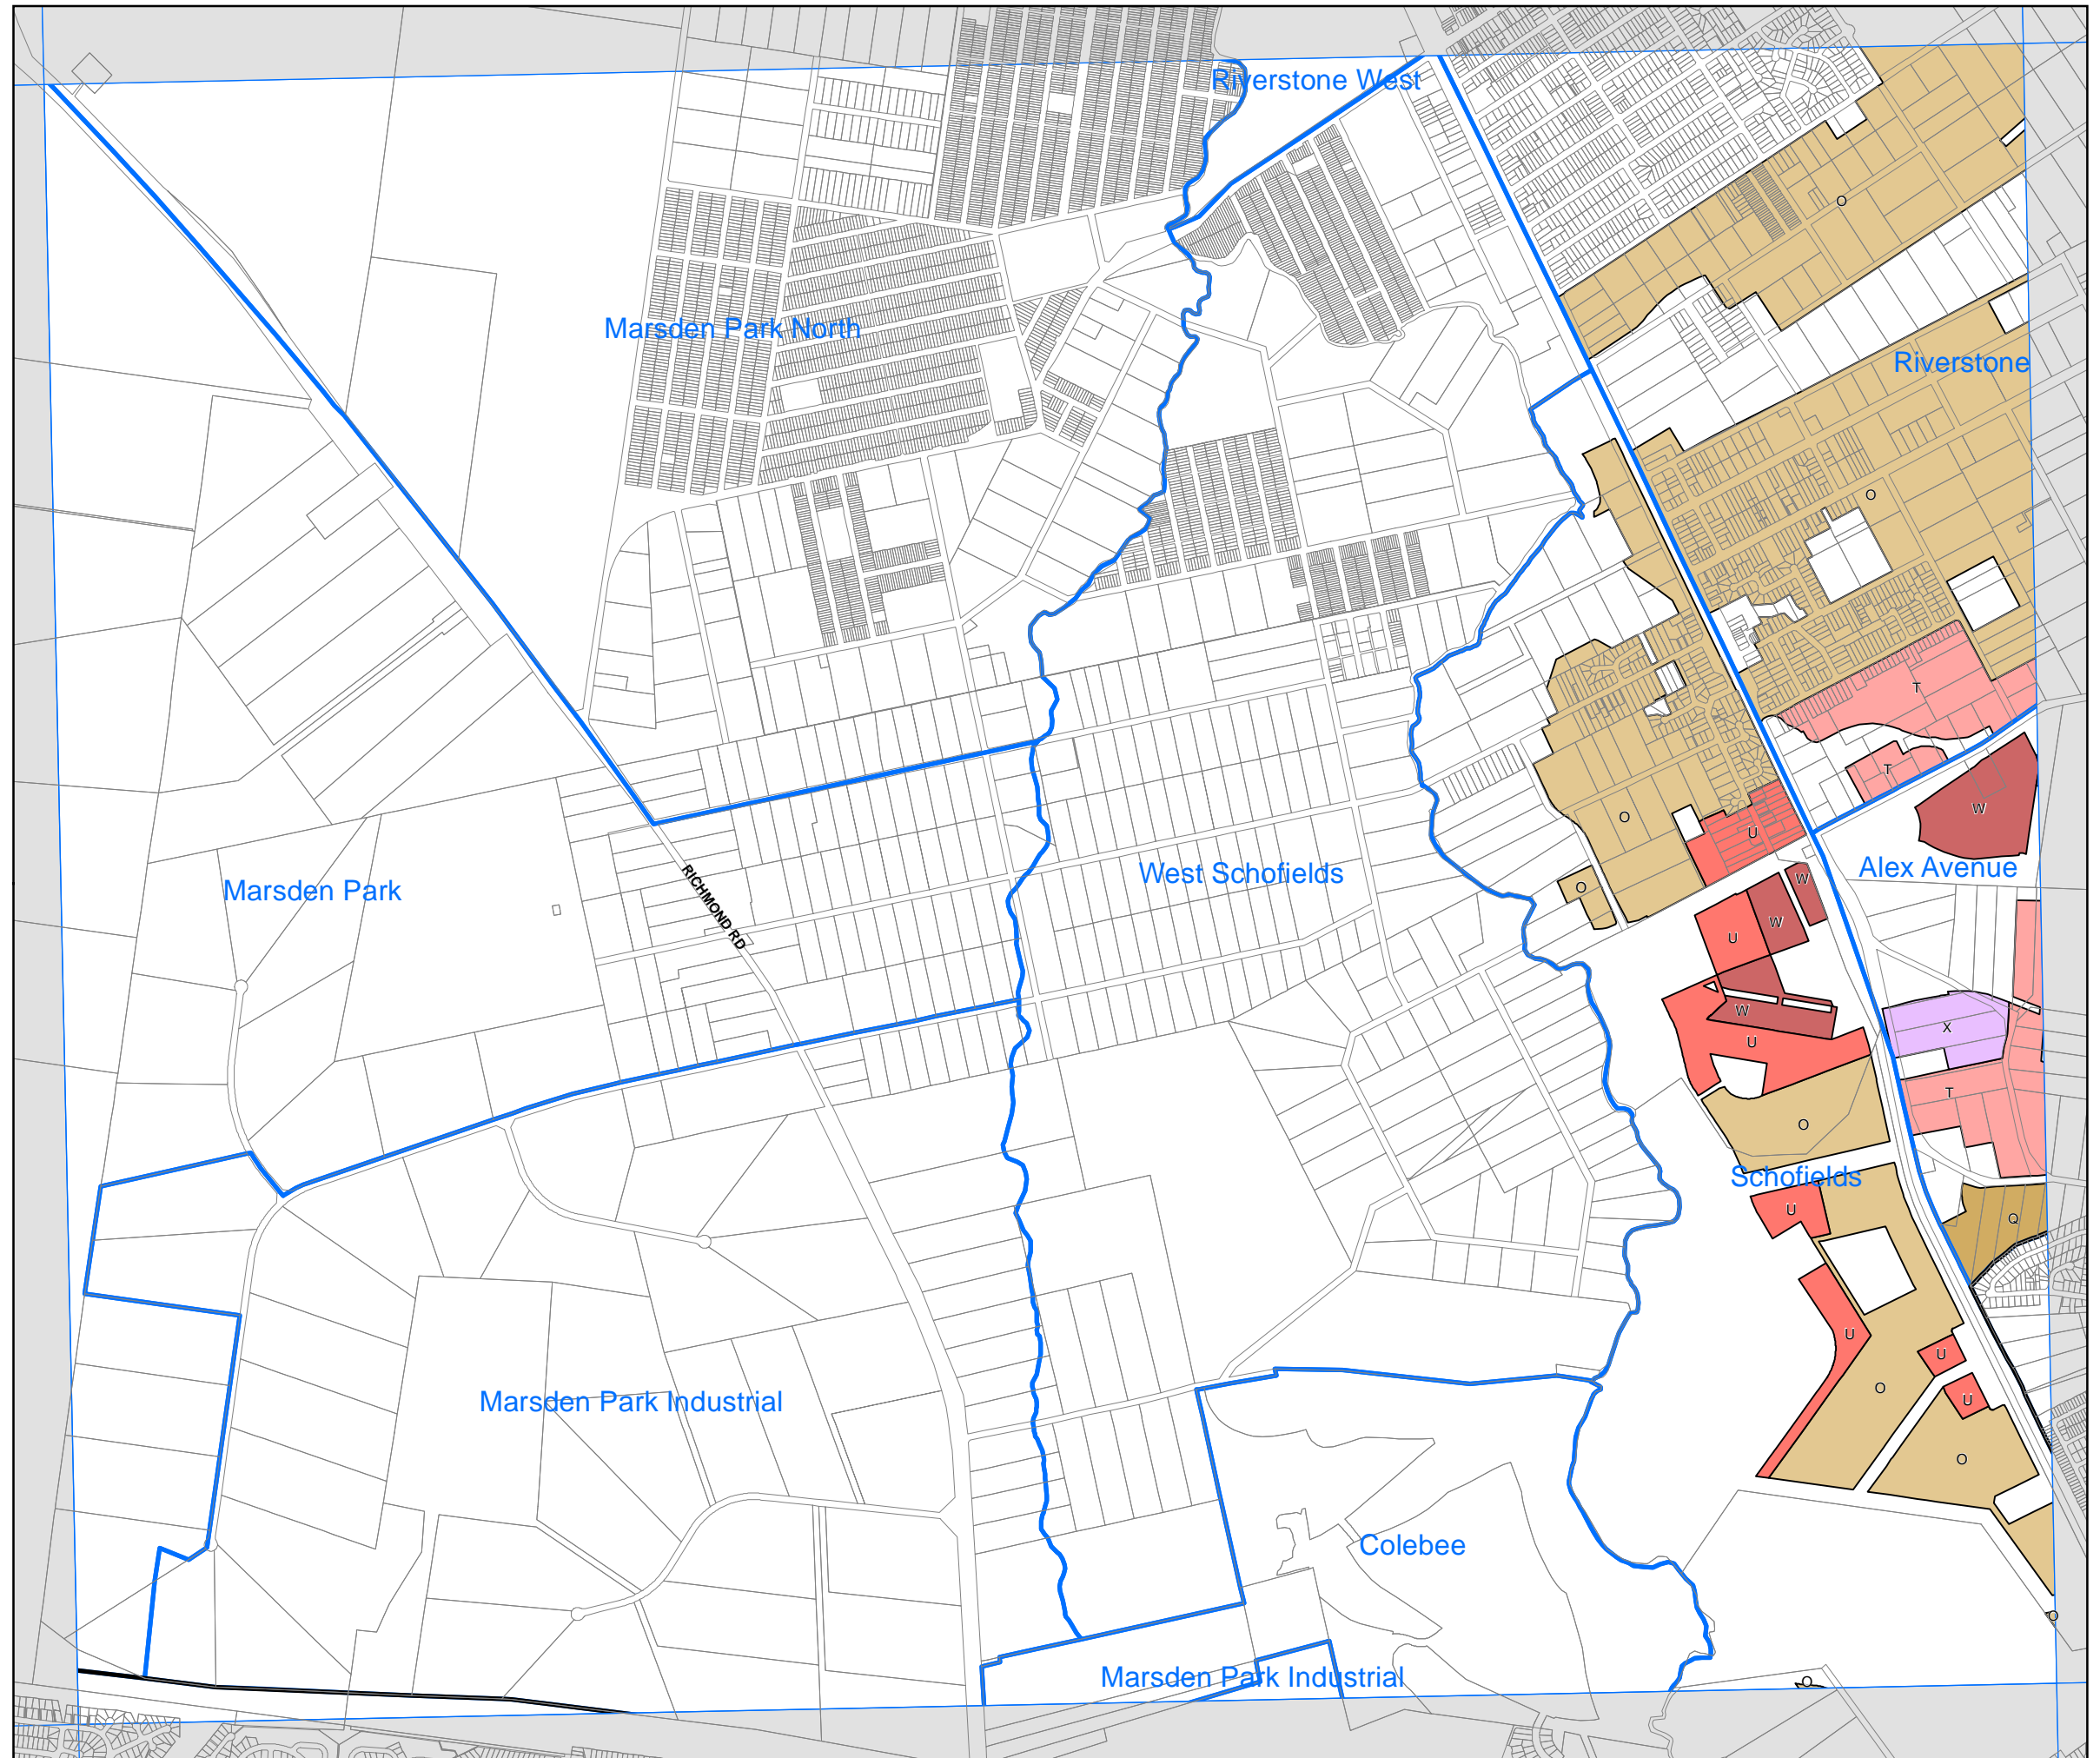 Riverstone West
O
Marsden Park North
Riverstone
O
T
T
W
O
U
Alex Avenue
West Schofields
W
O
Marsden Park
RICHMOND RD
W
U
W
X
U
T
O
Schofields
U
Q
U
U
O
Marsden Park Industrial
U
O
Colebee
O
Marsden Park Industrial
O